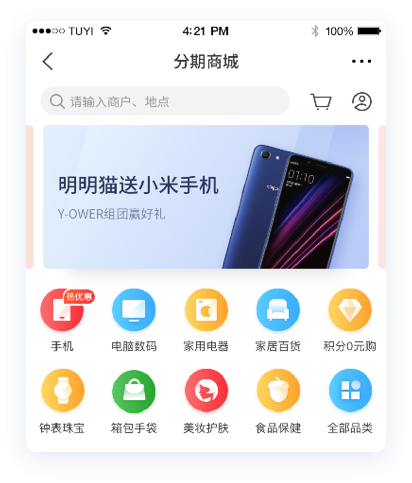 TUYI 4:21 PM 100%
分期商城
请输入商户、地点
明明猫送小米手机
Y-OWER组团赢好礼
01:10
热优惠
手机 电脑数码 家用电器 家居百货 积分0元购
钟表珠宝 箱包手袋 美妆护肤 食品保健 全部品类